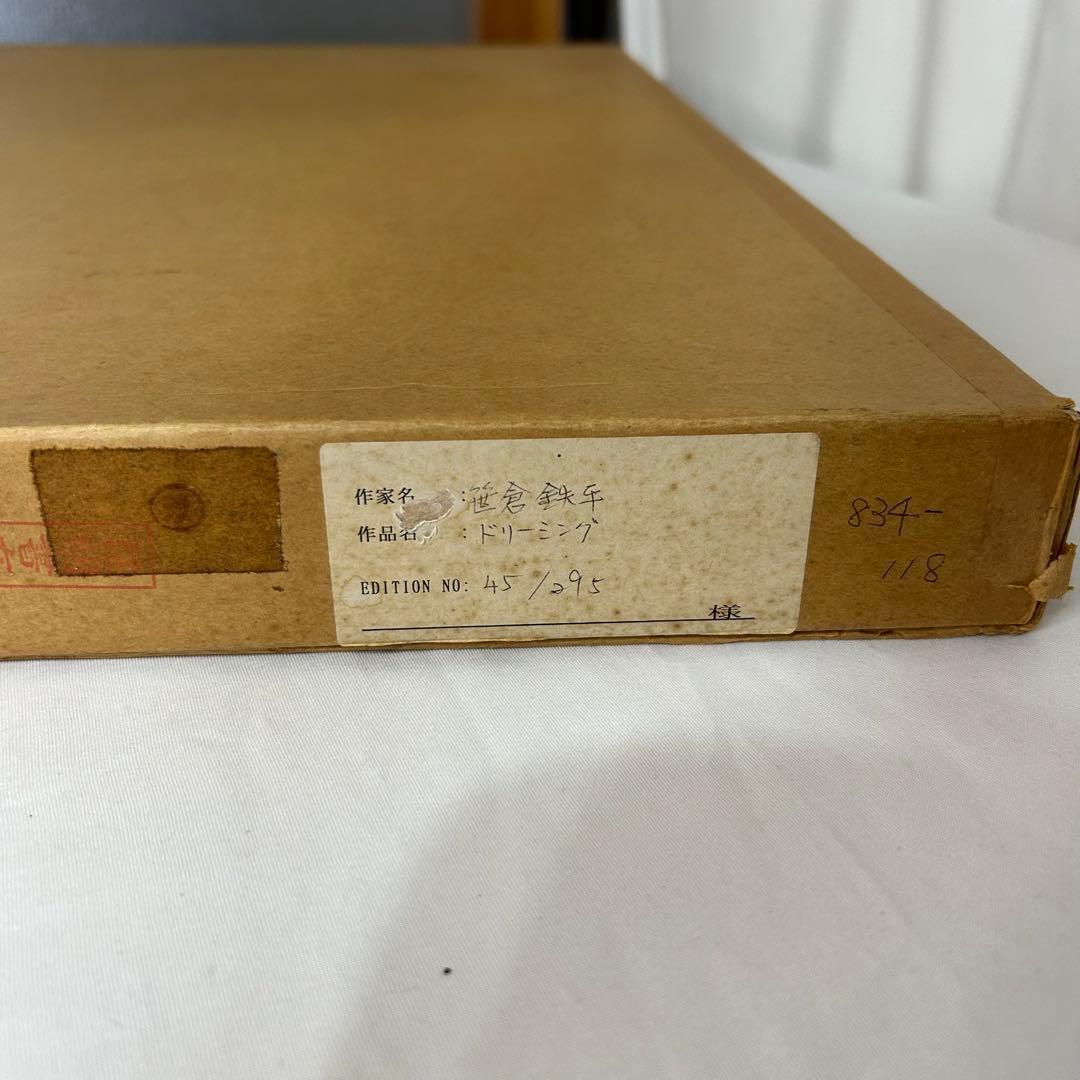 作家名 : 笹倉鉄平
作品名 : ドリーミング
EDITION NO: 45/295
様
834-
118